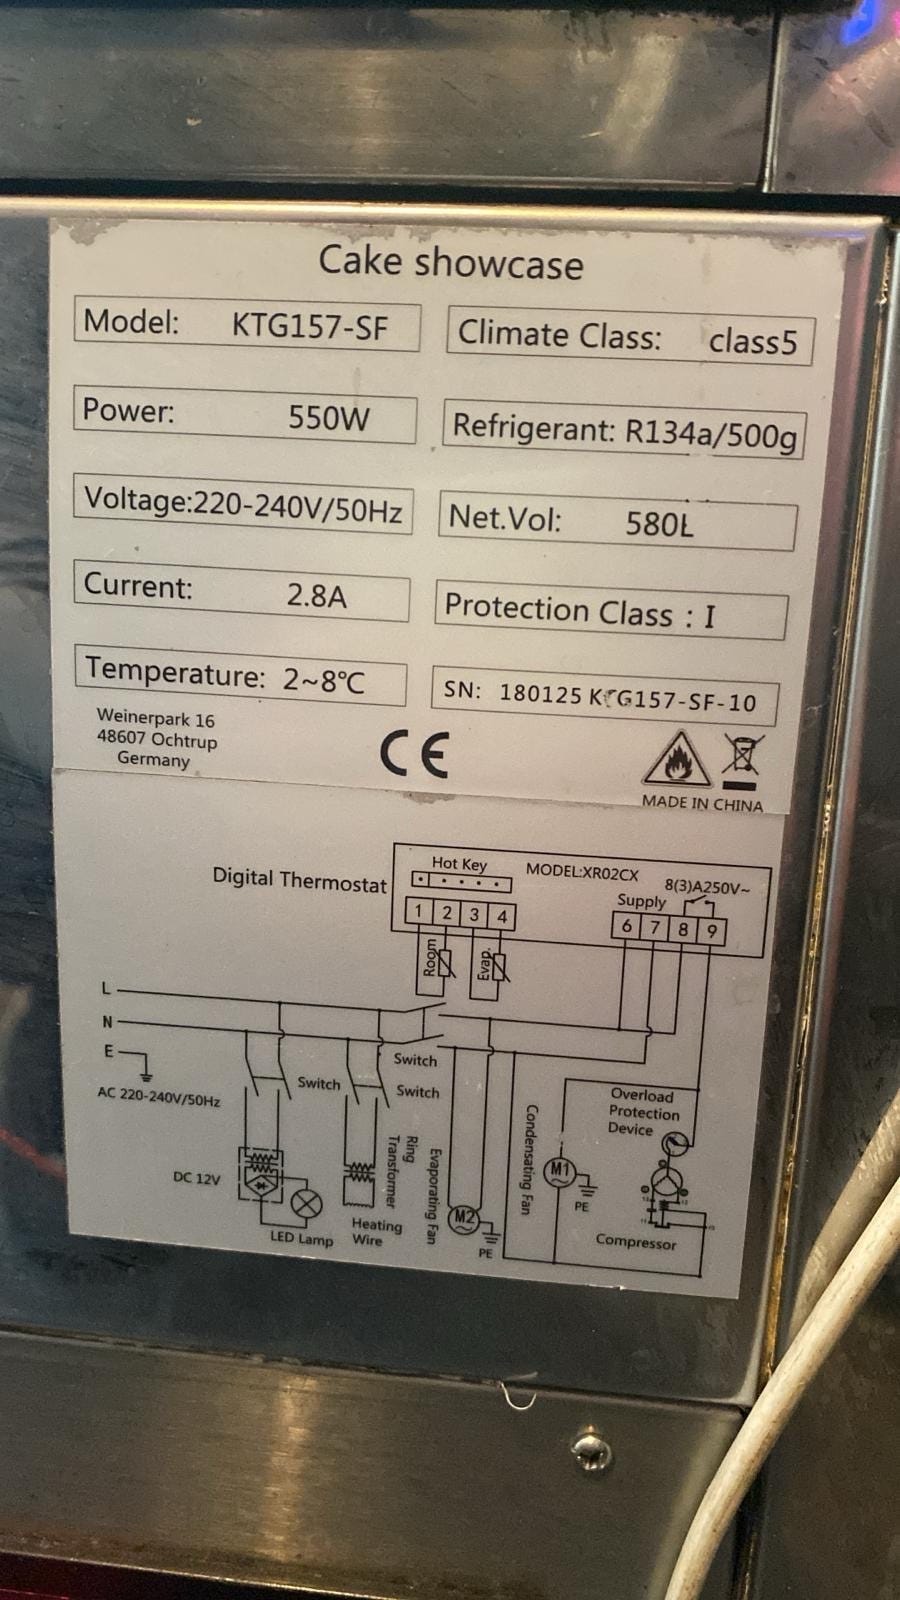 Cake showcase
Model: KTG157-SF
Climate Class: class5
Power: 550W
Refrigerant: R134a/500g
Voltage:220-240V/50Hz
Net.Vol: 580L
Current: 2.8A
Protection Class : I
Temperature: 2~8℃
SN: 180125 KTG157-SF-10
Weinerpark 16
48607 Ochtrup
Germany
CE
MADE IN CHINA
Digital Thermostat
Hot Key
MODEL:XR02CX
8(3)A250V~
Supply
1 2 3 4
6 7 8 9
Room
Evap.
L
N
E
AC 220-240V/50Hz
Switch
Switch
Switch
DC 12V
LED Lamp
Heating
Wire
Ring
Transformer
Evaporating Fan
M2
PE
Condensating Fan
M1
PE
Overload
Protection
Device
Compressor